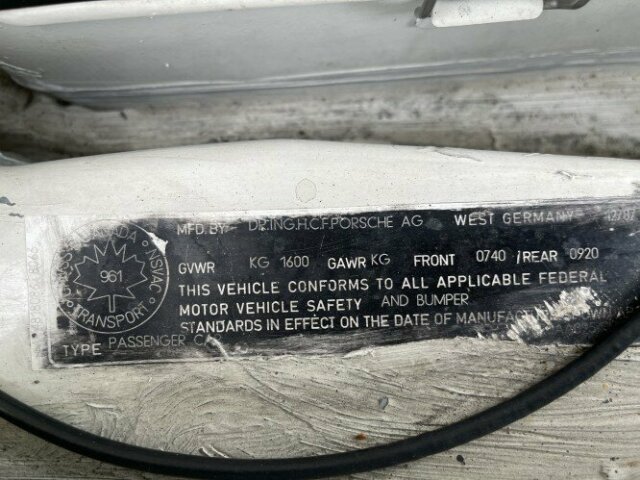 CANADA
NSVAC
961
TRANSPORT
MFD. BY: DR.ING.H.C.F.PORSCHE AG WEST GERMANY
GVWR KG 1600 GAWR KG FRONT 0740 /REAR 0920
THIS VEHICLE CONFORMS TO ALL APPLICABLE FEDERAL
MOTOR VEHICLE SAFETY AND BUMPER
STANDARDS IN EFFECT ON THE DATE OF
TYPE PASSENGER